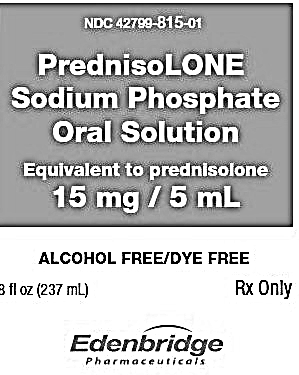 NDC 42799-815-01
PrednisoLONE
Sodium Phosphate
Oral Solution
Equivalent to prednisolone
15 mg / 5 mL
ALCOHOL FREE/DYE FREE
8 fl oz (237 mL) Rx Only
Edenbridge
Pharmaceuticals